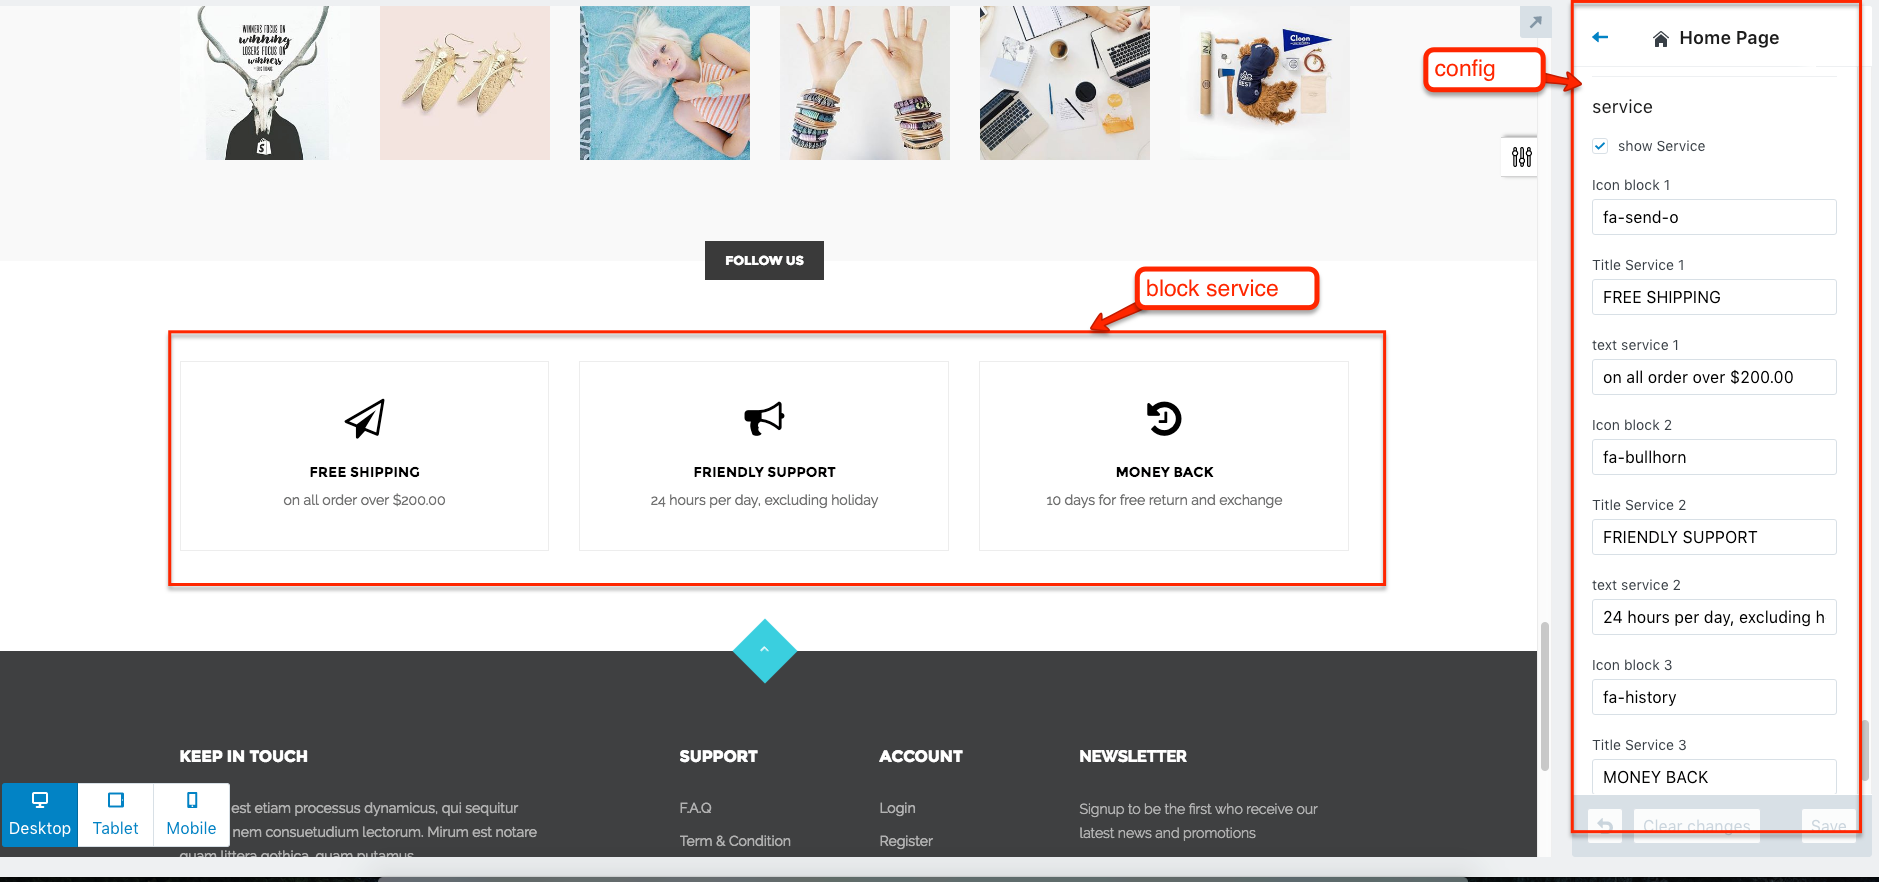 WINNERS FOCUS ON
winning
LOSERS FOCUS ON
winners
Cloen
BEST
FOLLOW US
block service
FREE SHIPPING
on all order over $200.00
FRIENDLY SUPPORT
24 hours per day, excluding holiday
MONEY BACK
10 days for free return and exchange
KEEP IN TOUCH
est etiam processus dynamicus, qui sequitur
nem consuetudium lectorum. Mirum est notare
quam littera gothica, quam putamus
SUPPORT
F.A.Q
Term & Condition
ACCOUNT
Login
Register
NEWSLETTER
Signup to be the first who receive our
latest news and promotions
Desktop
Tablet
Mobile
config
Home Page
service
show Service
Icon block 1
fa-send-o
Title Service 1
FREE SHIPPING
text service 1
on all order over $200.00
Icon block 2
fa-bullhorn
Title Service 2
FRIENDLY SUPPORT
text service 2
24 hours per day, excluding h
Icon block 3
fa-history
Title Service 3
MONEY BACK
Clear changes
Save